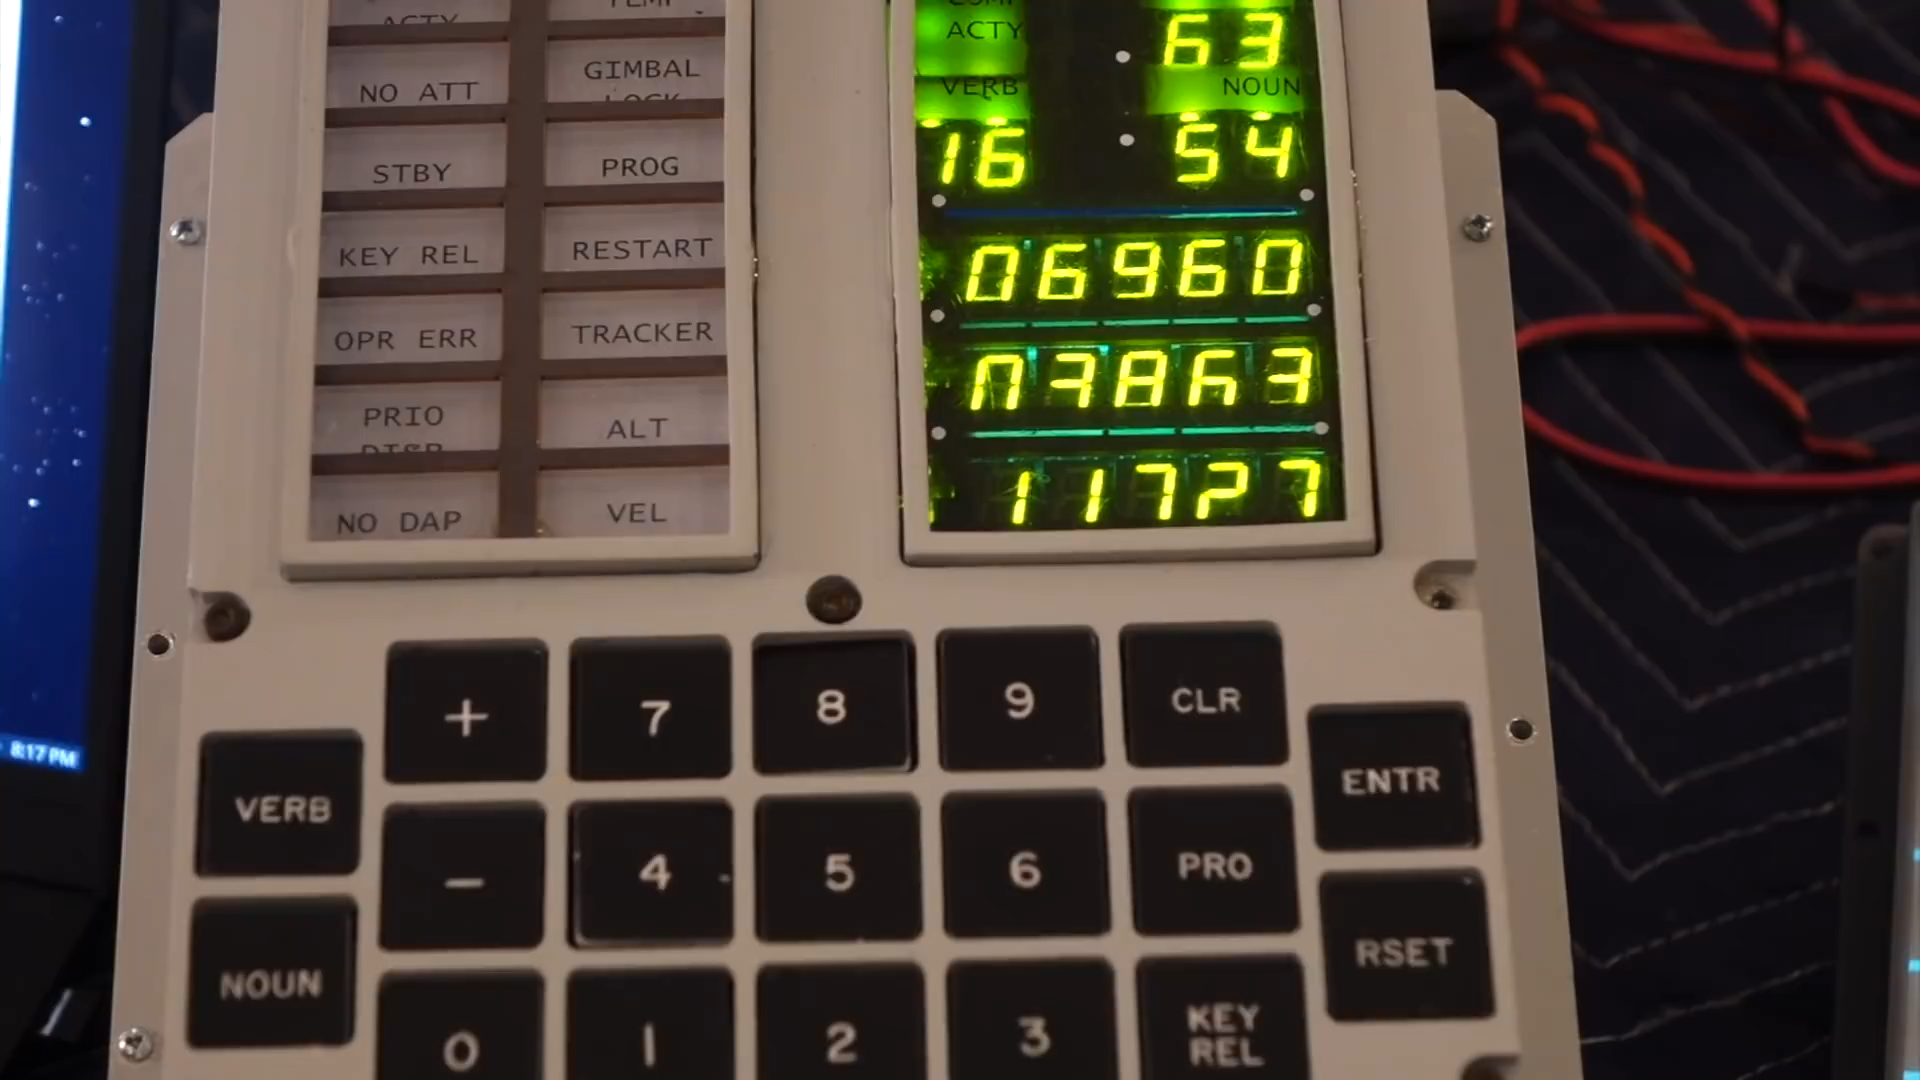 ACTY
TEMP
NO ATT
GIMBAL
LOCK
STBY
PROG
KEY REL
RESTART
OPR ERR
TRACKER
PRIO
DISP
ALT
NO DAP
VEL
COMP
ACTY
63
VERB
NOUN
16
54
06960
11727
+
7
8
9
CLR
VERB
ENTR
-
4
5
6
PRO
NOUN
RSET
0
1
2
3
KEY
REL
8:17 PM